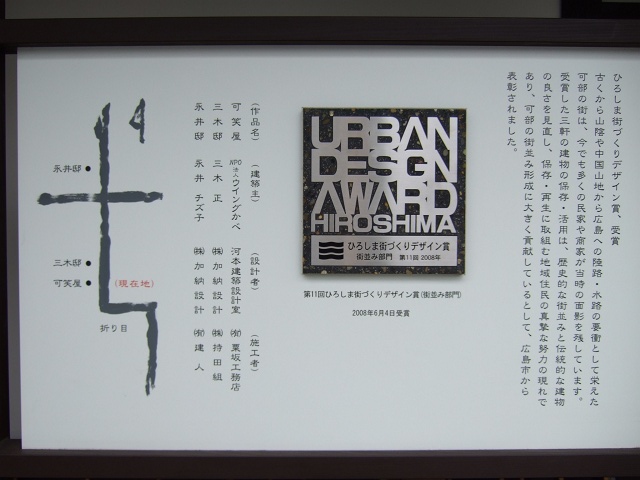 ひろしま街づくりデザイン賞、受賞
古くから山陰や中国山地から広島への陸路・水路の要衝として栄えた
可部の街は、今でも多くの民家や商家が当時の面影を残しています。
受賞した三軒の建物の保存・活用は、歴史的な街並みと伝統的な建物
の良さを見直し、保存・再生に取組む地域住民の真摯な努力の現れで
あり、可部の街並み形成に大きく貢献しているとして、広島市から
表彰されました。
URBAN
DESIGN
AWARD
HIROSHIMA
ひろしま街づくりデザイン賞
街並み部門 第11回 2008年
第11回ひろしま街づくりデザイン賞(街並み部門)
2008年6月4日受賞
(作品名) (建築主) (設計者) (施工者)
可笑屋 NPO法人ウイングかべ 河本建築設計室 ㈲粟坂工務店
三木邸 三木 正 ㈱加納設計 ㈱持田組
永井邸 永井 チズ子 ㈱加納設計 ㈲建人
永井邸
三木邸
可笑屋 (現在地)
折り目